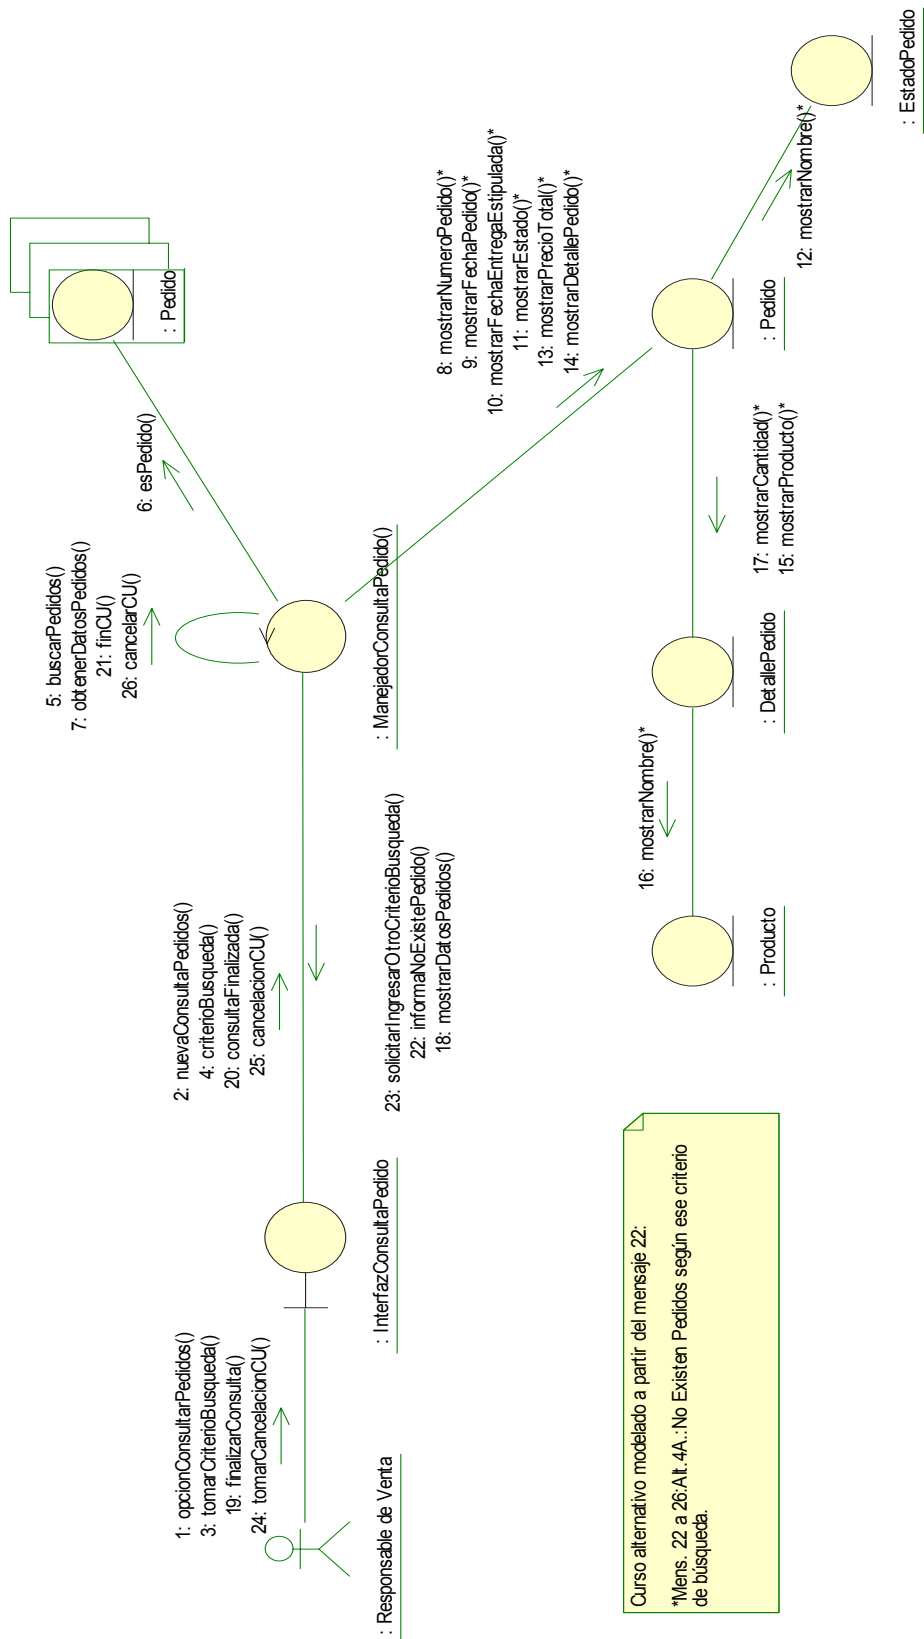 1: opcionConsultarPedidos()
3: tomarCriterioBusqueda()
19: finalizarConsulta()
24: tomarCancelacionCU()
: Responsable de Venta
: InterfazConsultaPedido
2: nuevaConsultaPedidos()
4: criterioBusqueda()
20: consultaFinalizada()
25: cancelacionCU()
23: solicitarIngresarOtroCriterioBusqueda()
22: informaNoExistePedido()
18: mostrarDatosPedidos()
5: buscarPedidos()
7: obtenerDatosPedidos()
21: finCU()
26: cancelarCU()
: ManejadorConsultaPedido()
6: esPedido()
: Pedido
8: mostrarNumeroPedido()*
9: mostrarFechaPedido()*
10: mostrarFechaEntregaEstipulada()*
11: mostrarEstado()*
13: mostrarPrecioTotal()*
14: mostrarDetallePedido()*
: Pedido
12: mostrarNombre()*
: EstadoPedido
17: mostrarCantidad()*
15: mostrarProducto()*
: DetallePedido
16: mostrarNombre()*
: Producto
Curso alternativo modelado a partir del mensaje 22:
*Mens. 22 a 26:Alt. 4A.:No Existen Pedidos según ese criterio
de búsqueda.